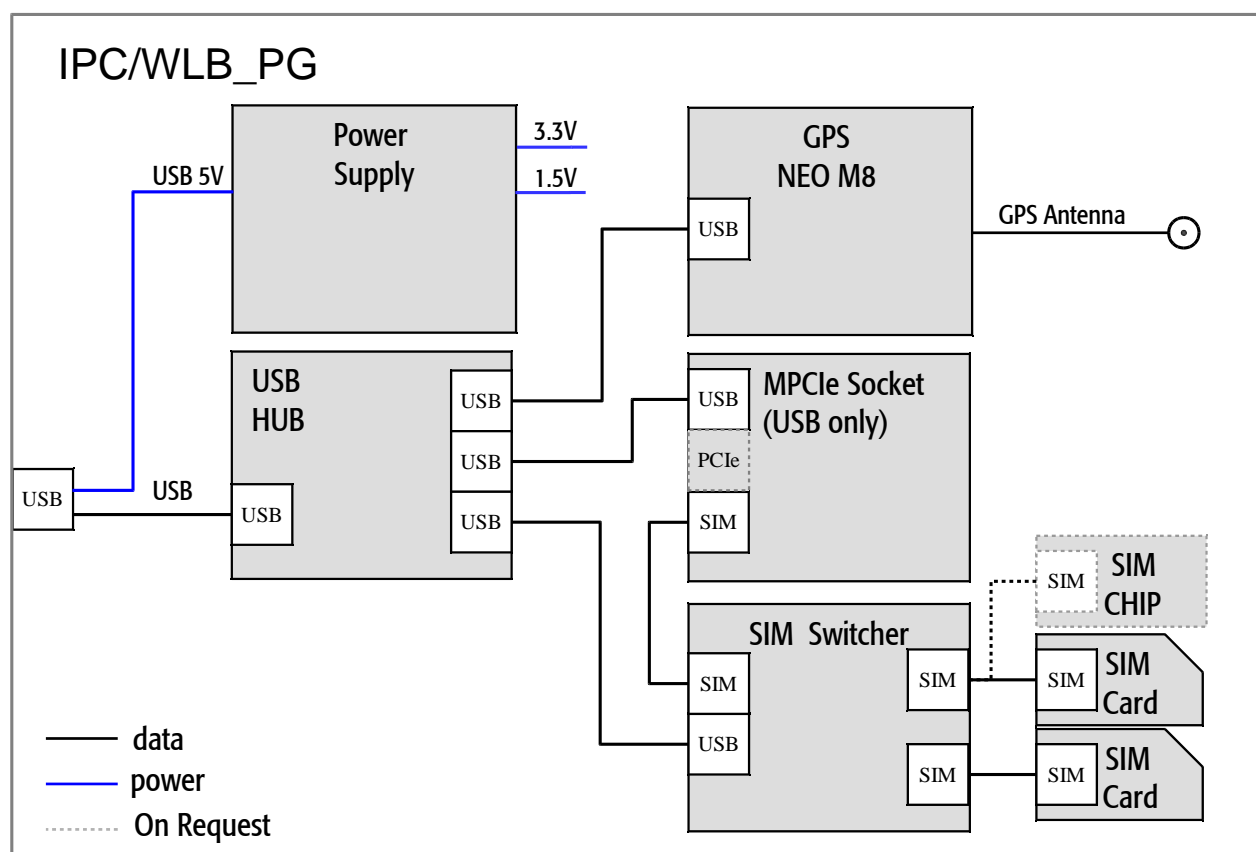 IPC/WLB_PG
Power
Supply
USB 5V
3.3V
1.5V
GPS
NEO M8
USB
GPS Antenna
USB
HUB
USB
USB
USB
USB
USB
USB
USB
MPCIe Socket
(USB only)
PCIe
SIM
SIM Switcher
SIM
USB
SIM
SIM
SIM
SIM
CHIP
SIM
SIM
Card
SIM
SIM
Card
data
power
On Request